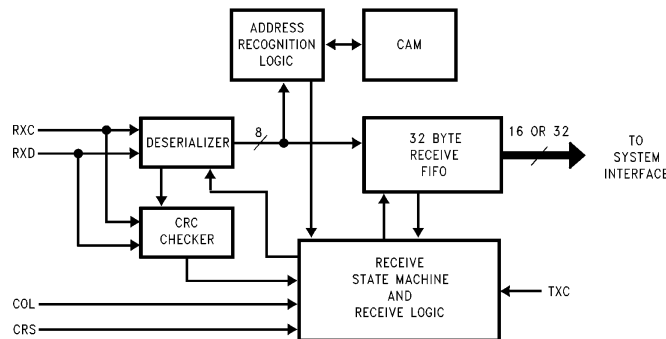 ADDRESS
RECOGNITION
LOGIC
CAM
RXC
RXD
DESERIALIZER
8
32 BYTE
RECEIVE
FIFO
16 OR 32
TO
SYSTEM
INTERFACE
CRC
CHECKER
RECEIVE
STATE MACHINE
AND
RECEIVE LOGIC
TXC
COL
CRS